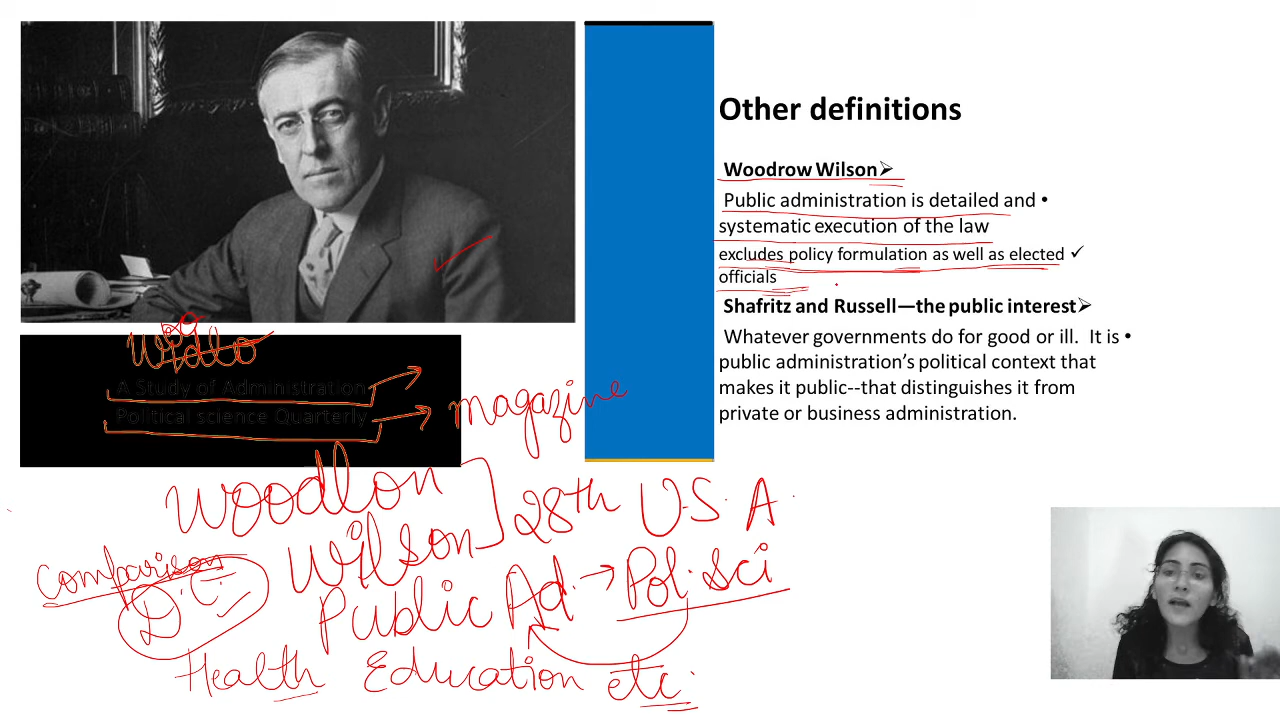 Other definitions
Woodrow Wilson➢
Public administration is detailed and •
systematic execution of the law
excludes policy formulation as well as elected ✓
officials
Shafritz and Russell—the public interest➢
Whatever governments do for good or ill. It is •
public administration's political context that
makes it public--that distinguishes it from
private or business administration.
A Study of Administration
Political science Quarterly
magazine
Woodlon
Wilson
28th U.S.A.
comparison
D.C.
Public Ad. → Pol. Sci
Health Education etc.